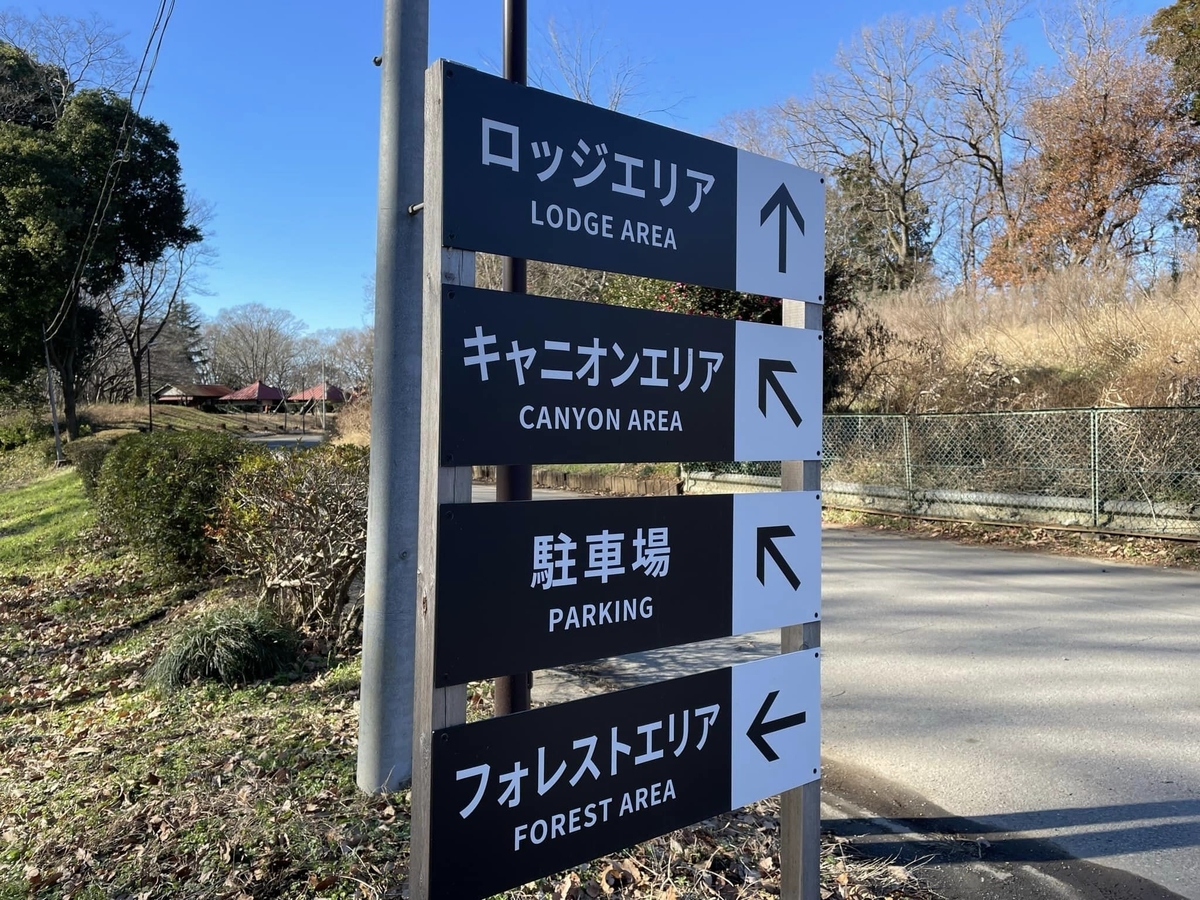 ロッジエリア
LODGE AREA
キャニオンエリア
CANYON AREA
駐車場
PARKING
フォレストエリア
FOREST AREA